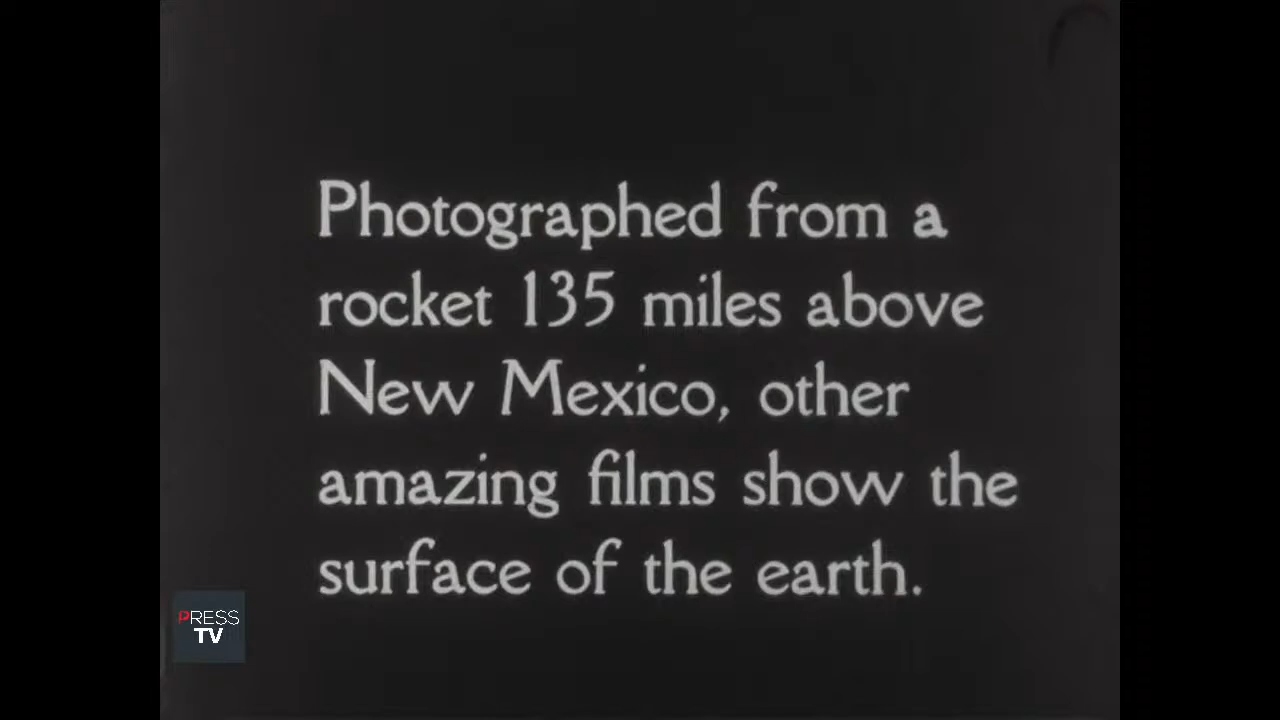 Photographed from a
rocket 135 miles above
New Mexico, other
amazing films show the
surface of the earth.
PRESS
TV